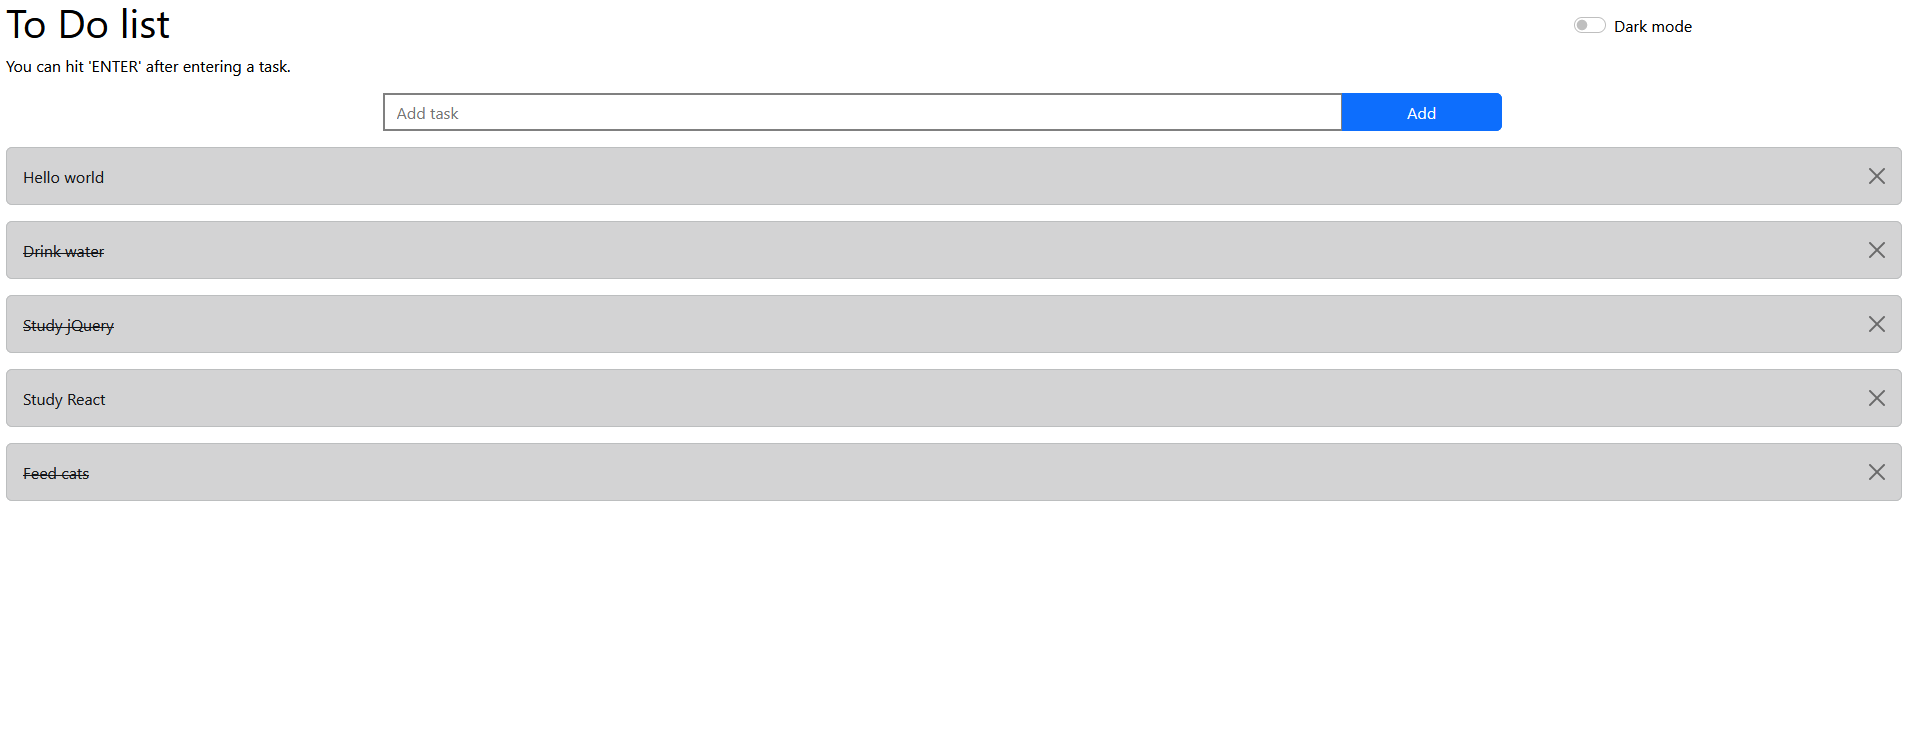 To Do list
Dark mode
You can hit 'ENTER' after entering a task.
Add task
Add
Hello world
Drink water
Study jQuery
Study React
Feed cats